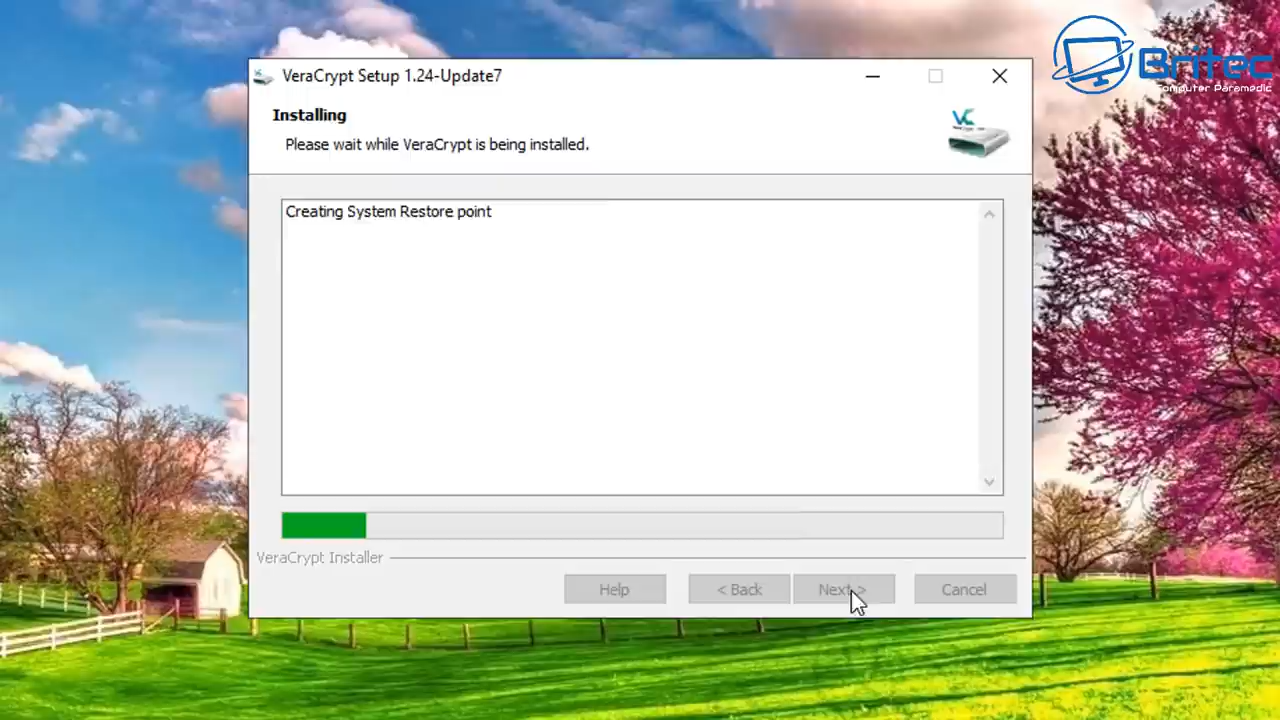 Britec
Computer Paramedic
VeraCrypt Setup 1.24-Update7
Installing
Please wait while VeraCrypt is being installed.
VC
Creating System Restore point
VeraCrypt Installer
Help
< Back
Next >
Cancel